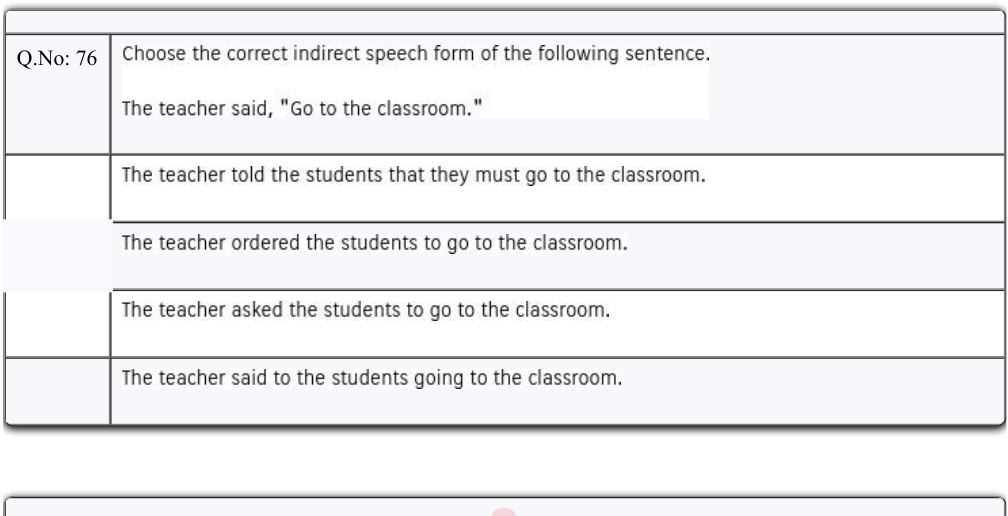 Q.No: 76
Choose the correct indirect speech form of the following sentence.
The teacher said, "Go to the classroom."
The teacher told the students that they must go to the classroom.
The teacher ordered the students to go to the classroom.
The teacher asked the students to go to the classroom.
The teacher said to the students going to the classroom.